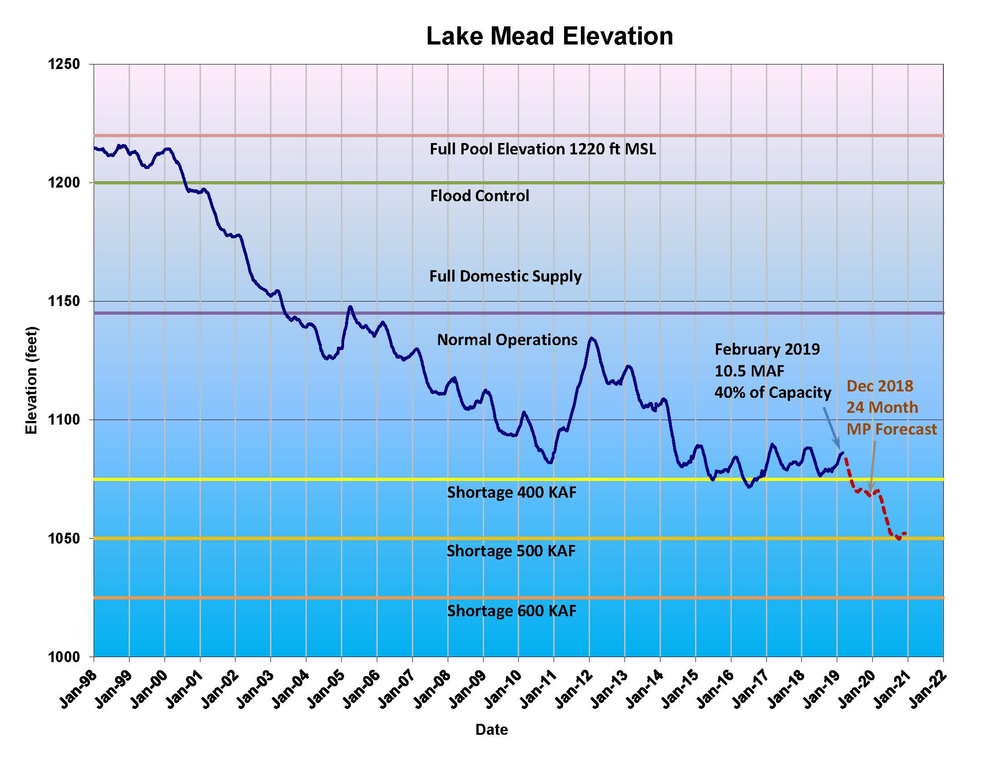 Lake Mead Elevation
1250
1200
1150
1100
1050
1000
Elevation (feet)
Full Pool Elevation 1220 ft MSL
Flood Control
Full Domestic Supply
Normal Operations
February 2019
10.5 MAF
40% of Capacity
Dec 2018
24 Month
MP Forecast
Shortage 400 KAF
Shortage 500 KAF
Shortage 600 KAF
Jan-98
Jan-99
Jan-00
Jan-01
Jan-02
Jan-03
Jan-04
Jan-05
Jan-06
Jan-07
Jan-08
Jan-09
Jan-10
Jan-11
Jan-12
Jan-13
Jan-14
Jan-15
Jan-16
Jan-17
Jan-18
Jan-19
Jan-20
Jan-21
Jan-22
Date